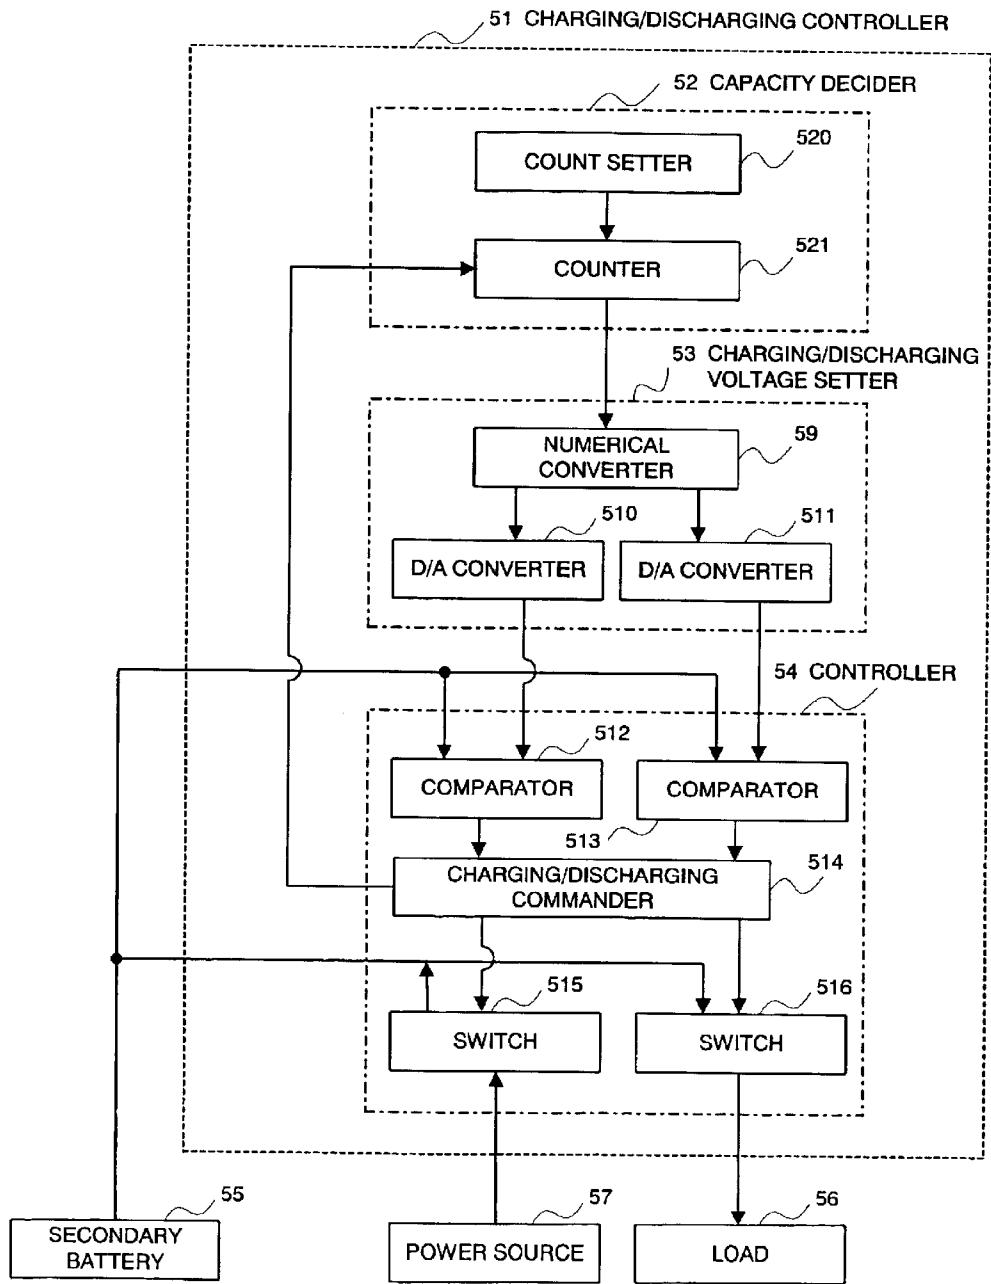 51 CHARGING/DISCHARGING CONTROLLER
52 CAPACITY DECIDER
COUNT SETTER
520
COUNTER
521
53 CHARGING/DISCHARGING
VOLTAGE SETTER
NUMERICAL
CONVERTER
59
510
511
D/A CONVERTER
D/A CONVERTER
54 CONTROLLER
512
COMPARATOR
COMPARATOR
513
CHARGING/DISCHARGING
COMMANDER
514
515
516
SWITCH
SWITCH
55
57
56
SECONDARY
BATTERY
POWER SOURCE
LOAD